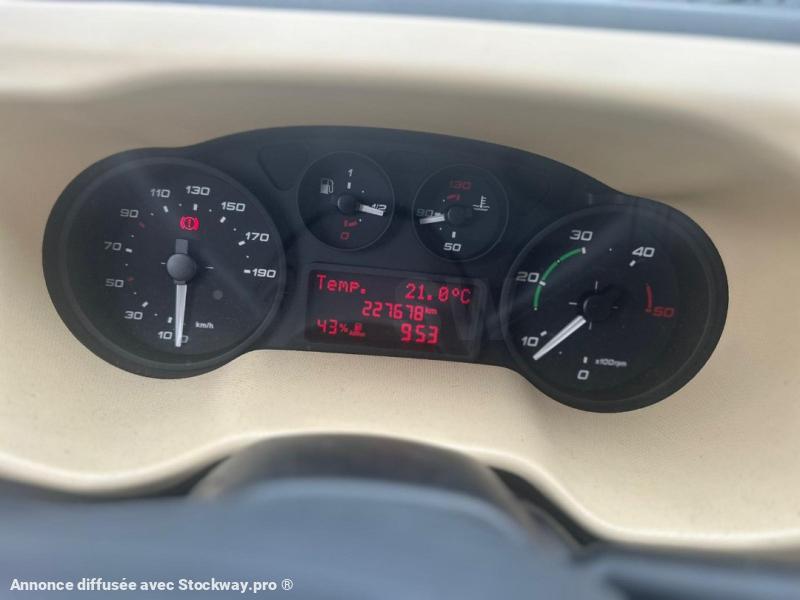 110 130 150
90 170
70 190
50
30
10 0
km/h
1
1/2
0
130
90
50
Temp. 21.0°C
227678km
43% 9:53
30
20 40
10 50
0 x100rpm
Annonce diffusée avec Stockway.pro ®